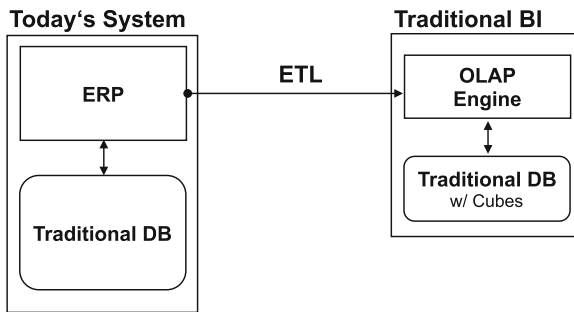 Today‘s System
Traditional BI
ERP
ETL
OLAP
Engine
Traditional DB
Traditional DB
w/ Cubes